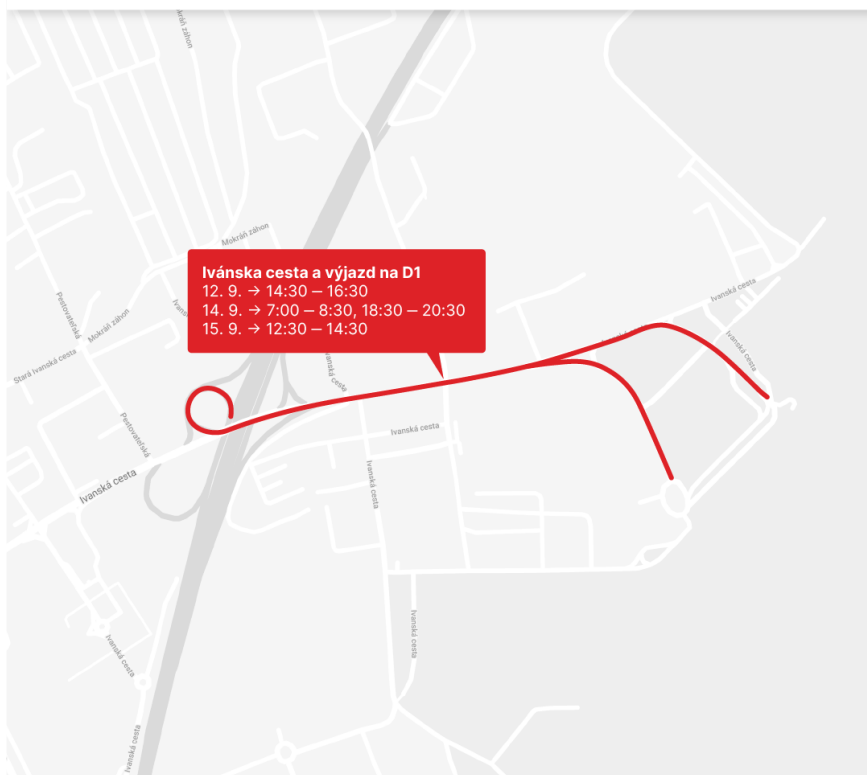 Mokráň záhon
Mokráň záhon
Ivánska cesta a výjazd na D1
12. 9. → 14:30 – 16:30
14. 9. → 7:00 – 8:30, 18:30 – 20:30
15. 9. → 12:30 – 14:30
Ivanská cesta
Pestovateľská
Mokráň záhon
Ivanská cesta
Stará Ivanská cesta
Ivanská cesta
Pestovateľská
Ivanská cesta
Ivanská cesta
Ivanská cesta
Ivanská cesta
Ivanská cesta
Ivanská cesta